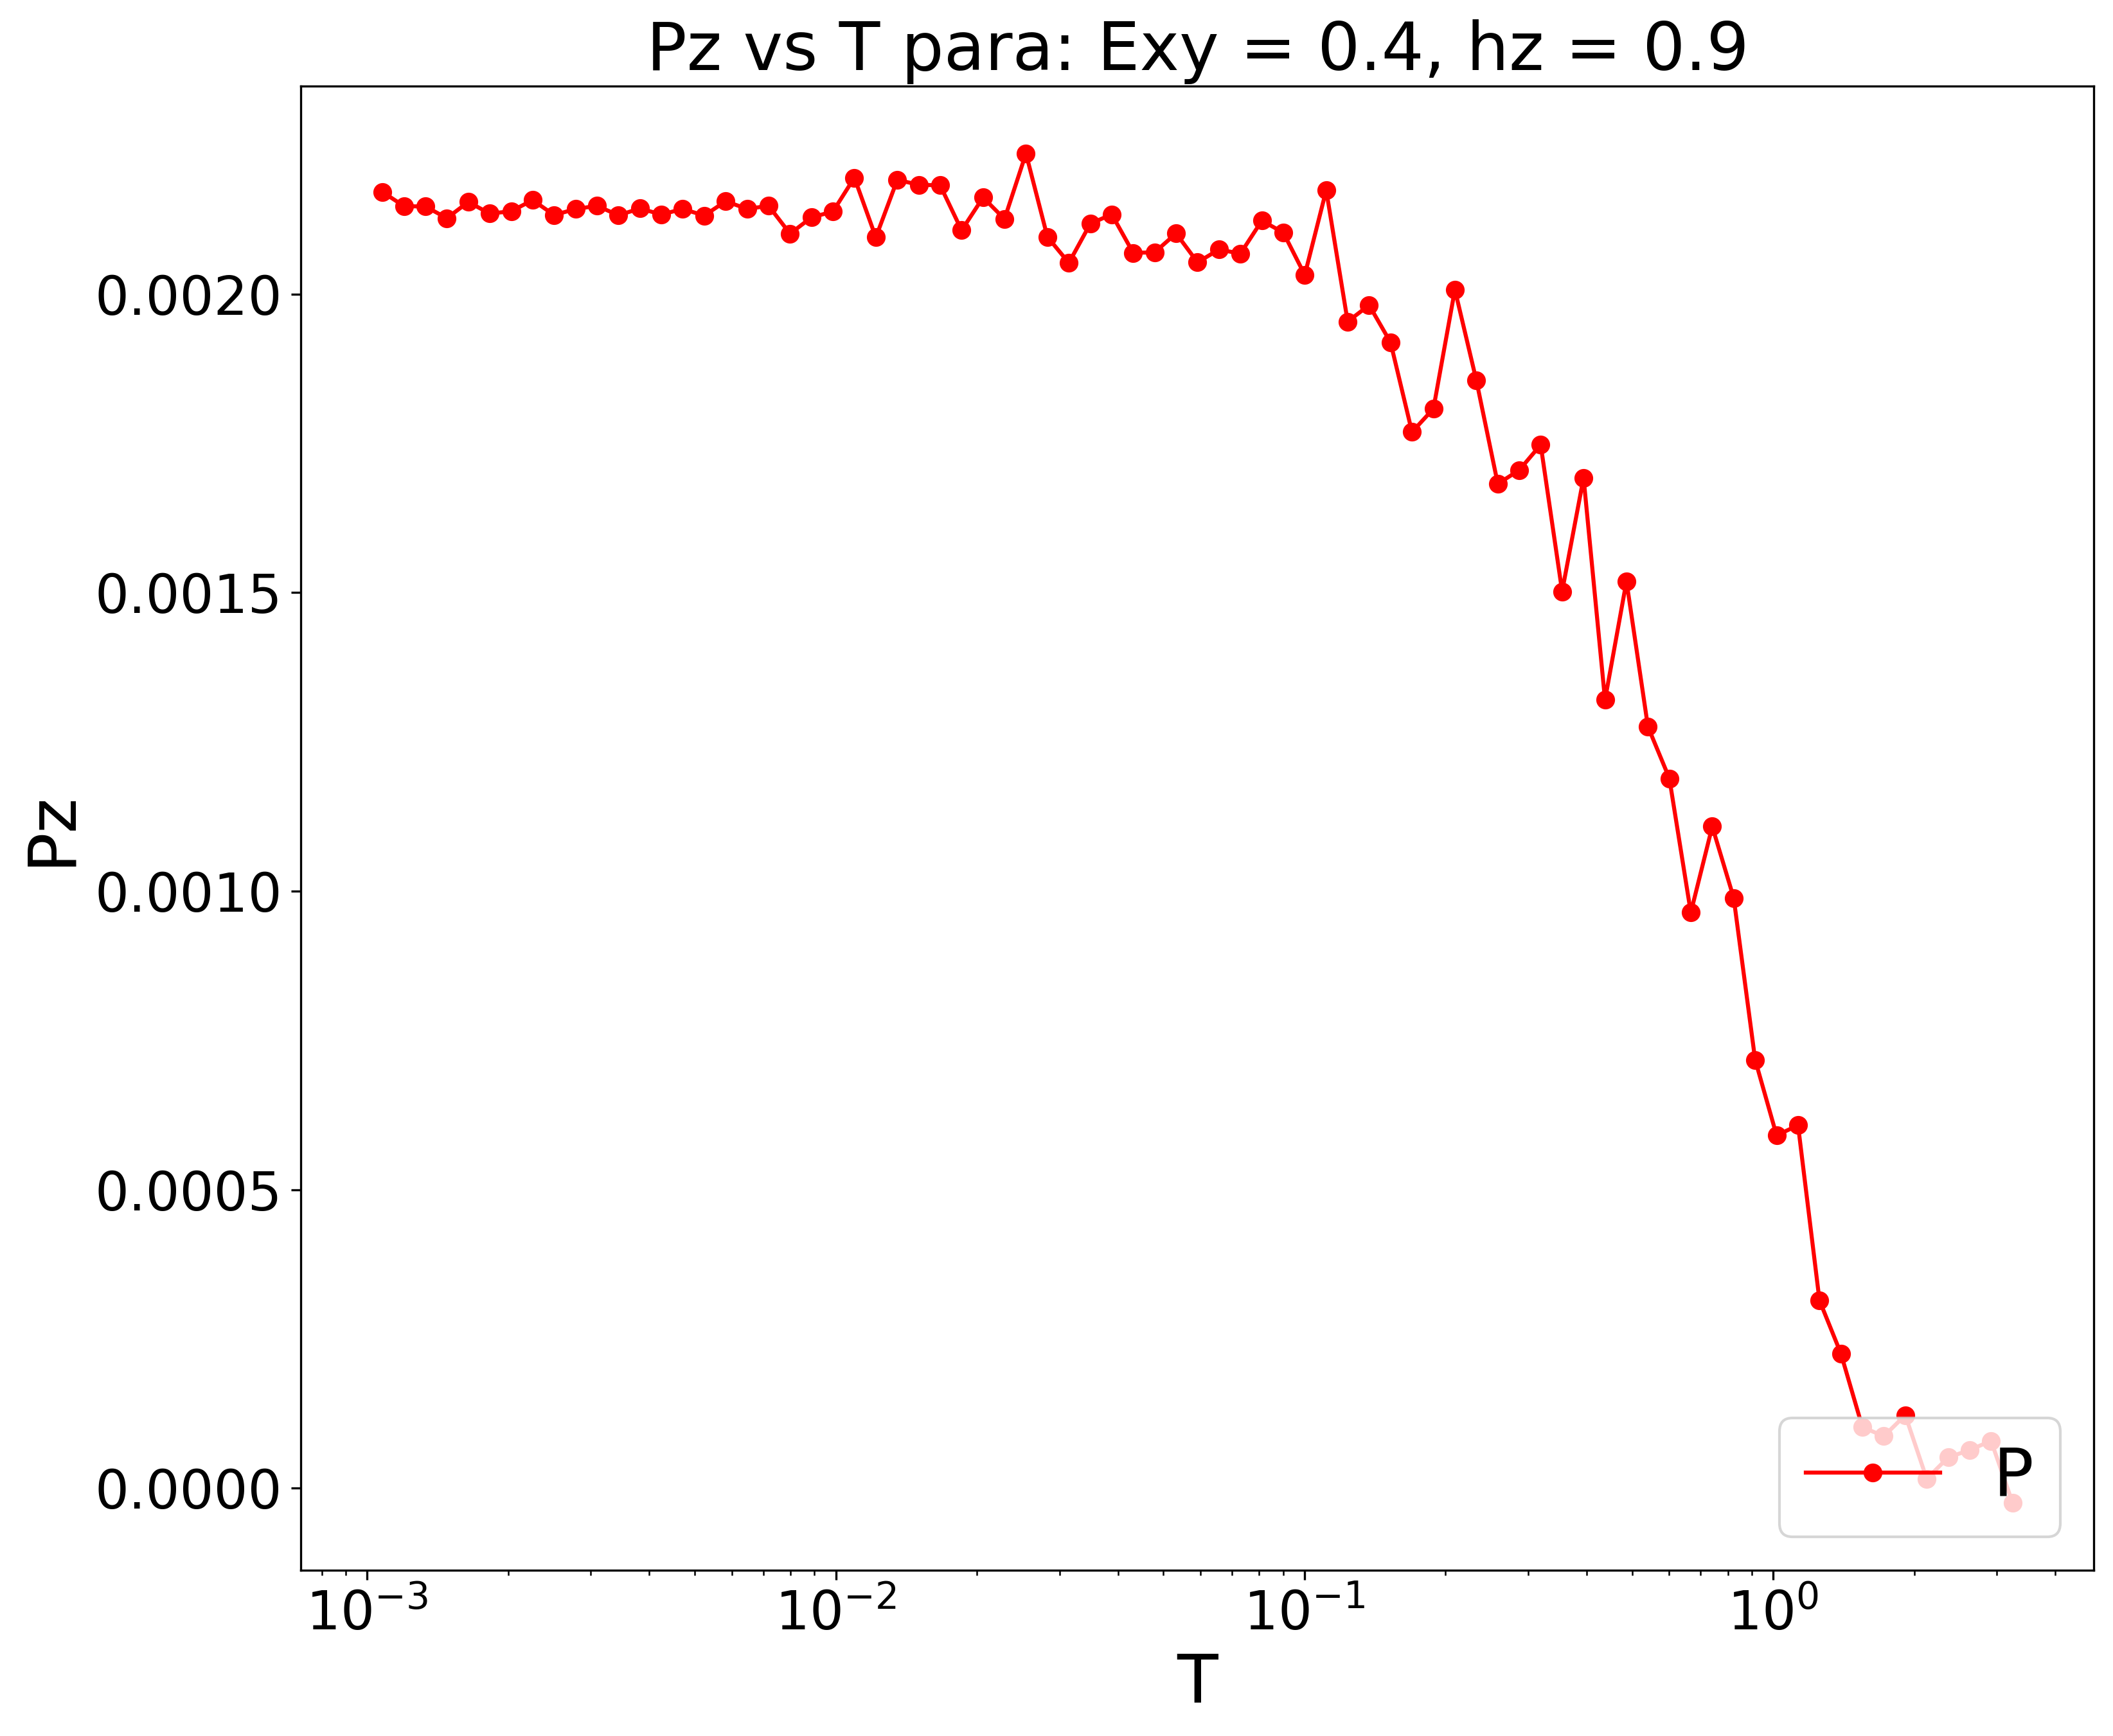 Pz vs T para: Exy = 0.4, hz = 0.9
Pz
0.0020
0.0015
0.0010
0.0005
0.0000
P
10⁻³ 10⁻² 10⁻¹ 10⁰
T